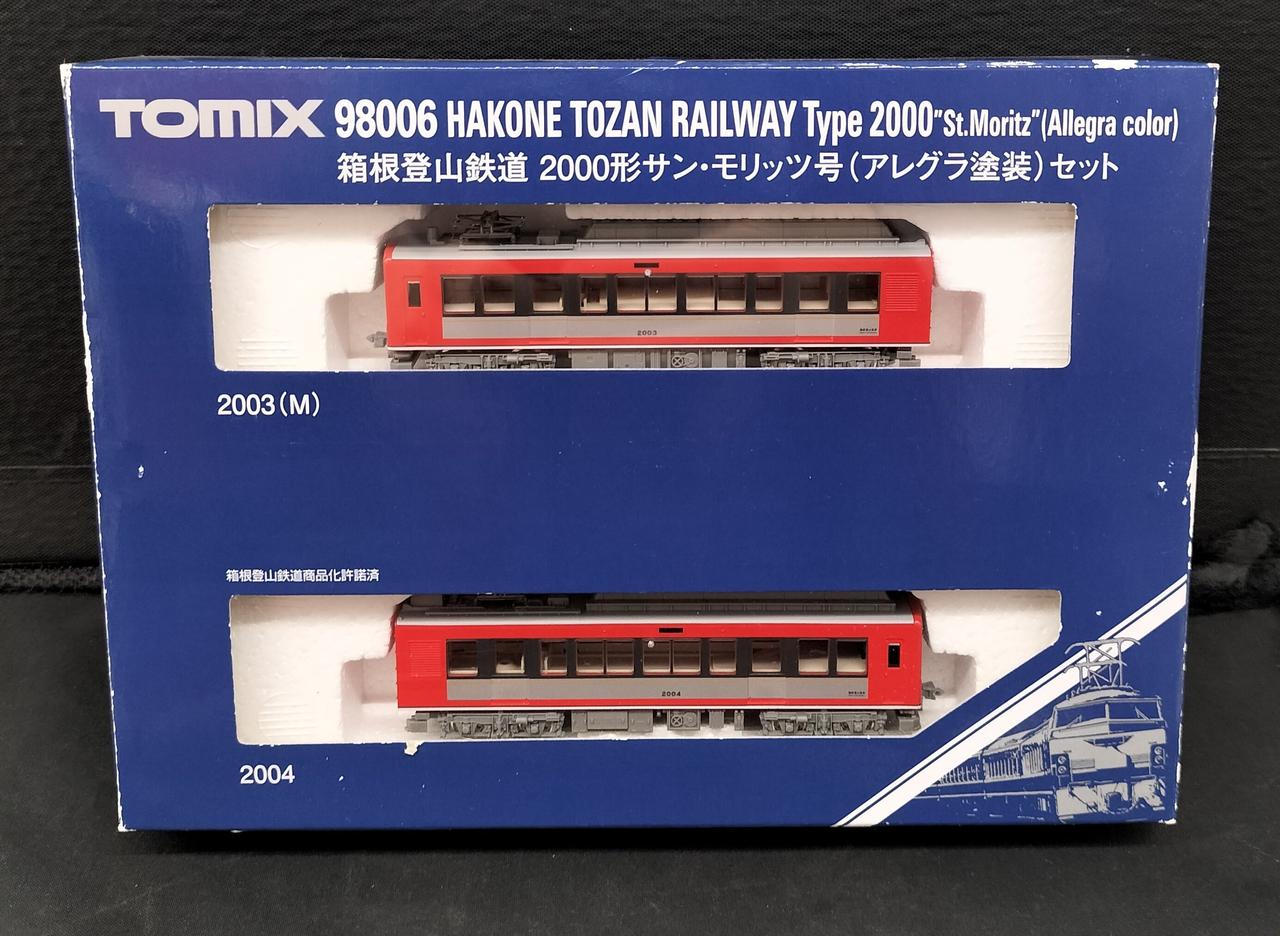 TOMIX 98006 HAKONE TOZAN RAILWAY Type 2000"St.Moritz"(Allegra color)
箱根登山鉄道 2000形サン・モリッツ号(アレグラ塗装)セット
2003
2003(M)
箱根登山鉄道商品化許諾済
2004
2004